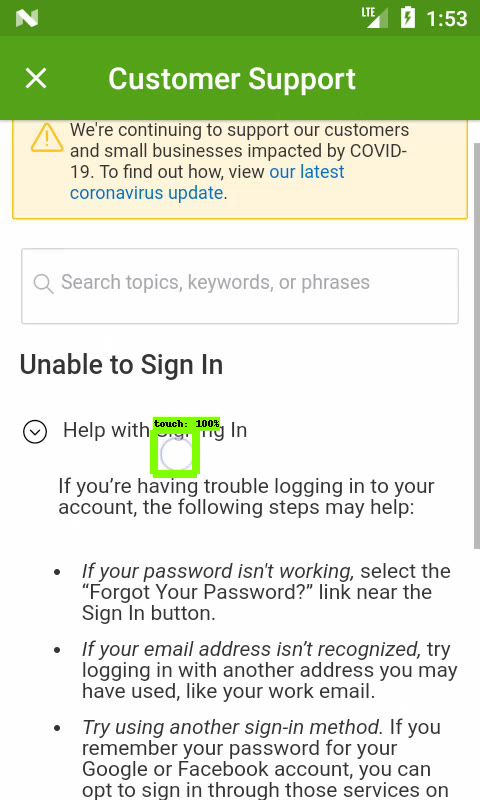 LTE 1:53
Customer Support
We're continuing to support our customers
and small businesses impacted by COVID-
19. To find out how, view our latest
coronavirus update.
Search topics, keywords, or phrases
Unable to Sign In
touch: 100%
Help with Signing In
If you’re having trouble logging in to your
account, the following steps may help:
• If your password isn't working, select the
“Forgot Your Password?” link near the
Sign In button.
• If your email address isn’t recognized, try
logging in with another address you may
have used, like your work email.
• Try using another sign-in method. If you
remember your password for your
Google or Facebook account, you can
opt to sign in through those services on